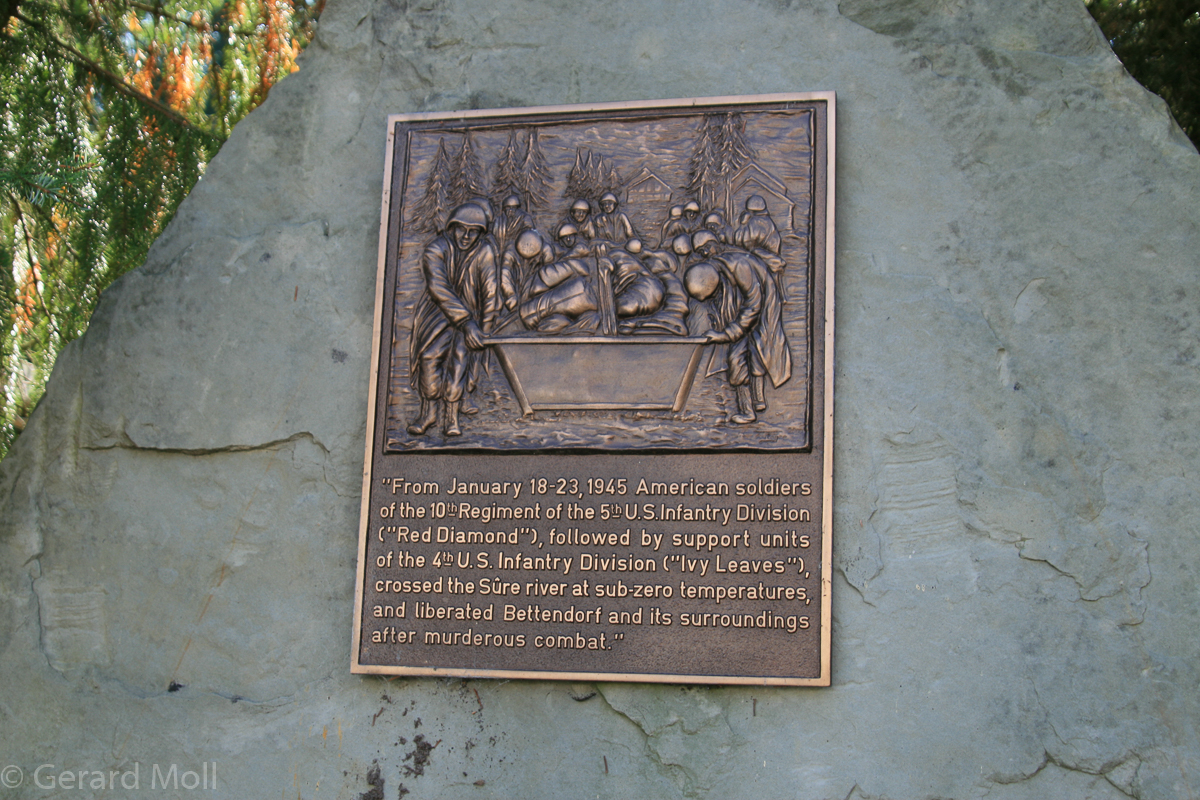 "From January 18-23, 1945 American soldiers
of the 10th Regiment of the 5th U.S. Infantry Division
("Red Diamond"), followed by support units
of the 4th U.S. Infantry Division ("Ivy Leaves"),
crossed the Sûre river at sub-zero temperatures,
and liberated Bettendorf and its surroundings
after murderous combat."
© Gerard Moll